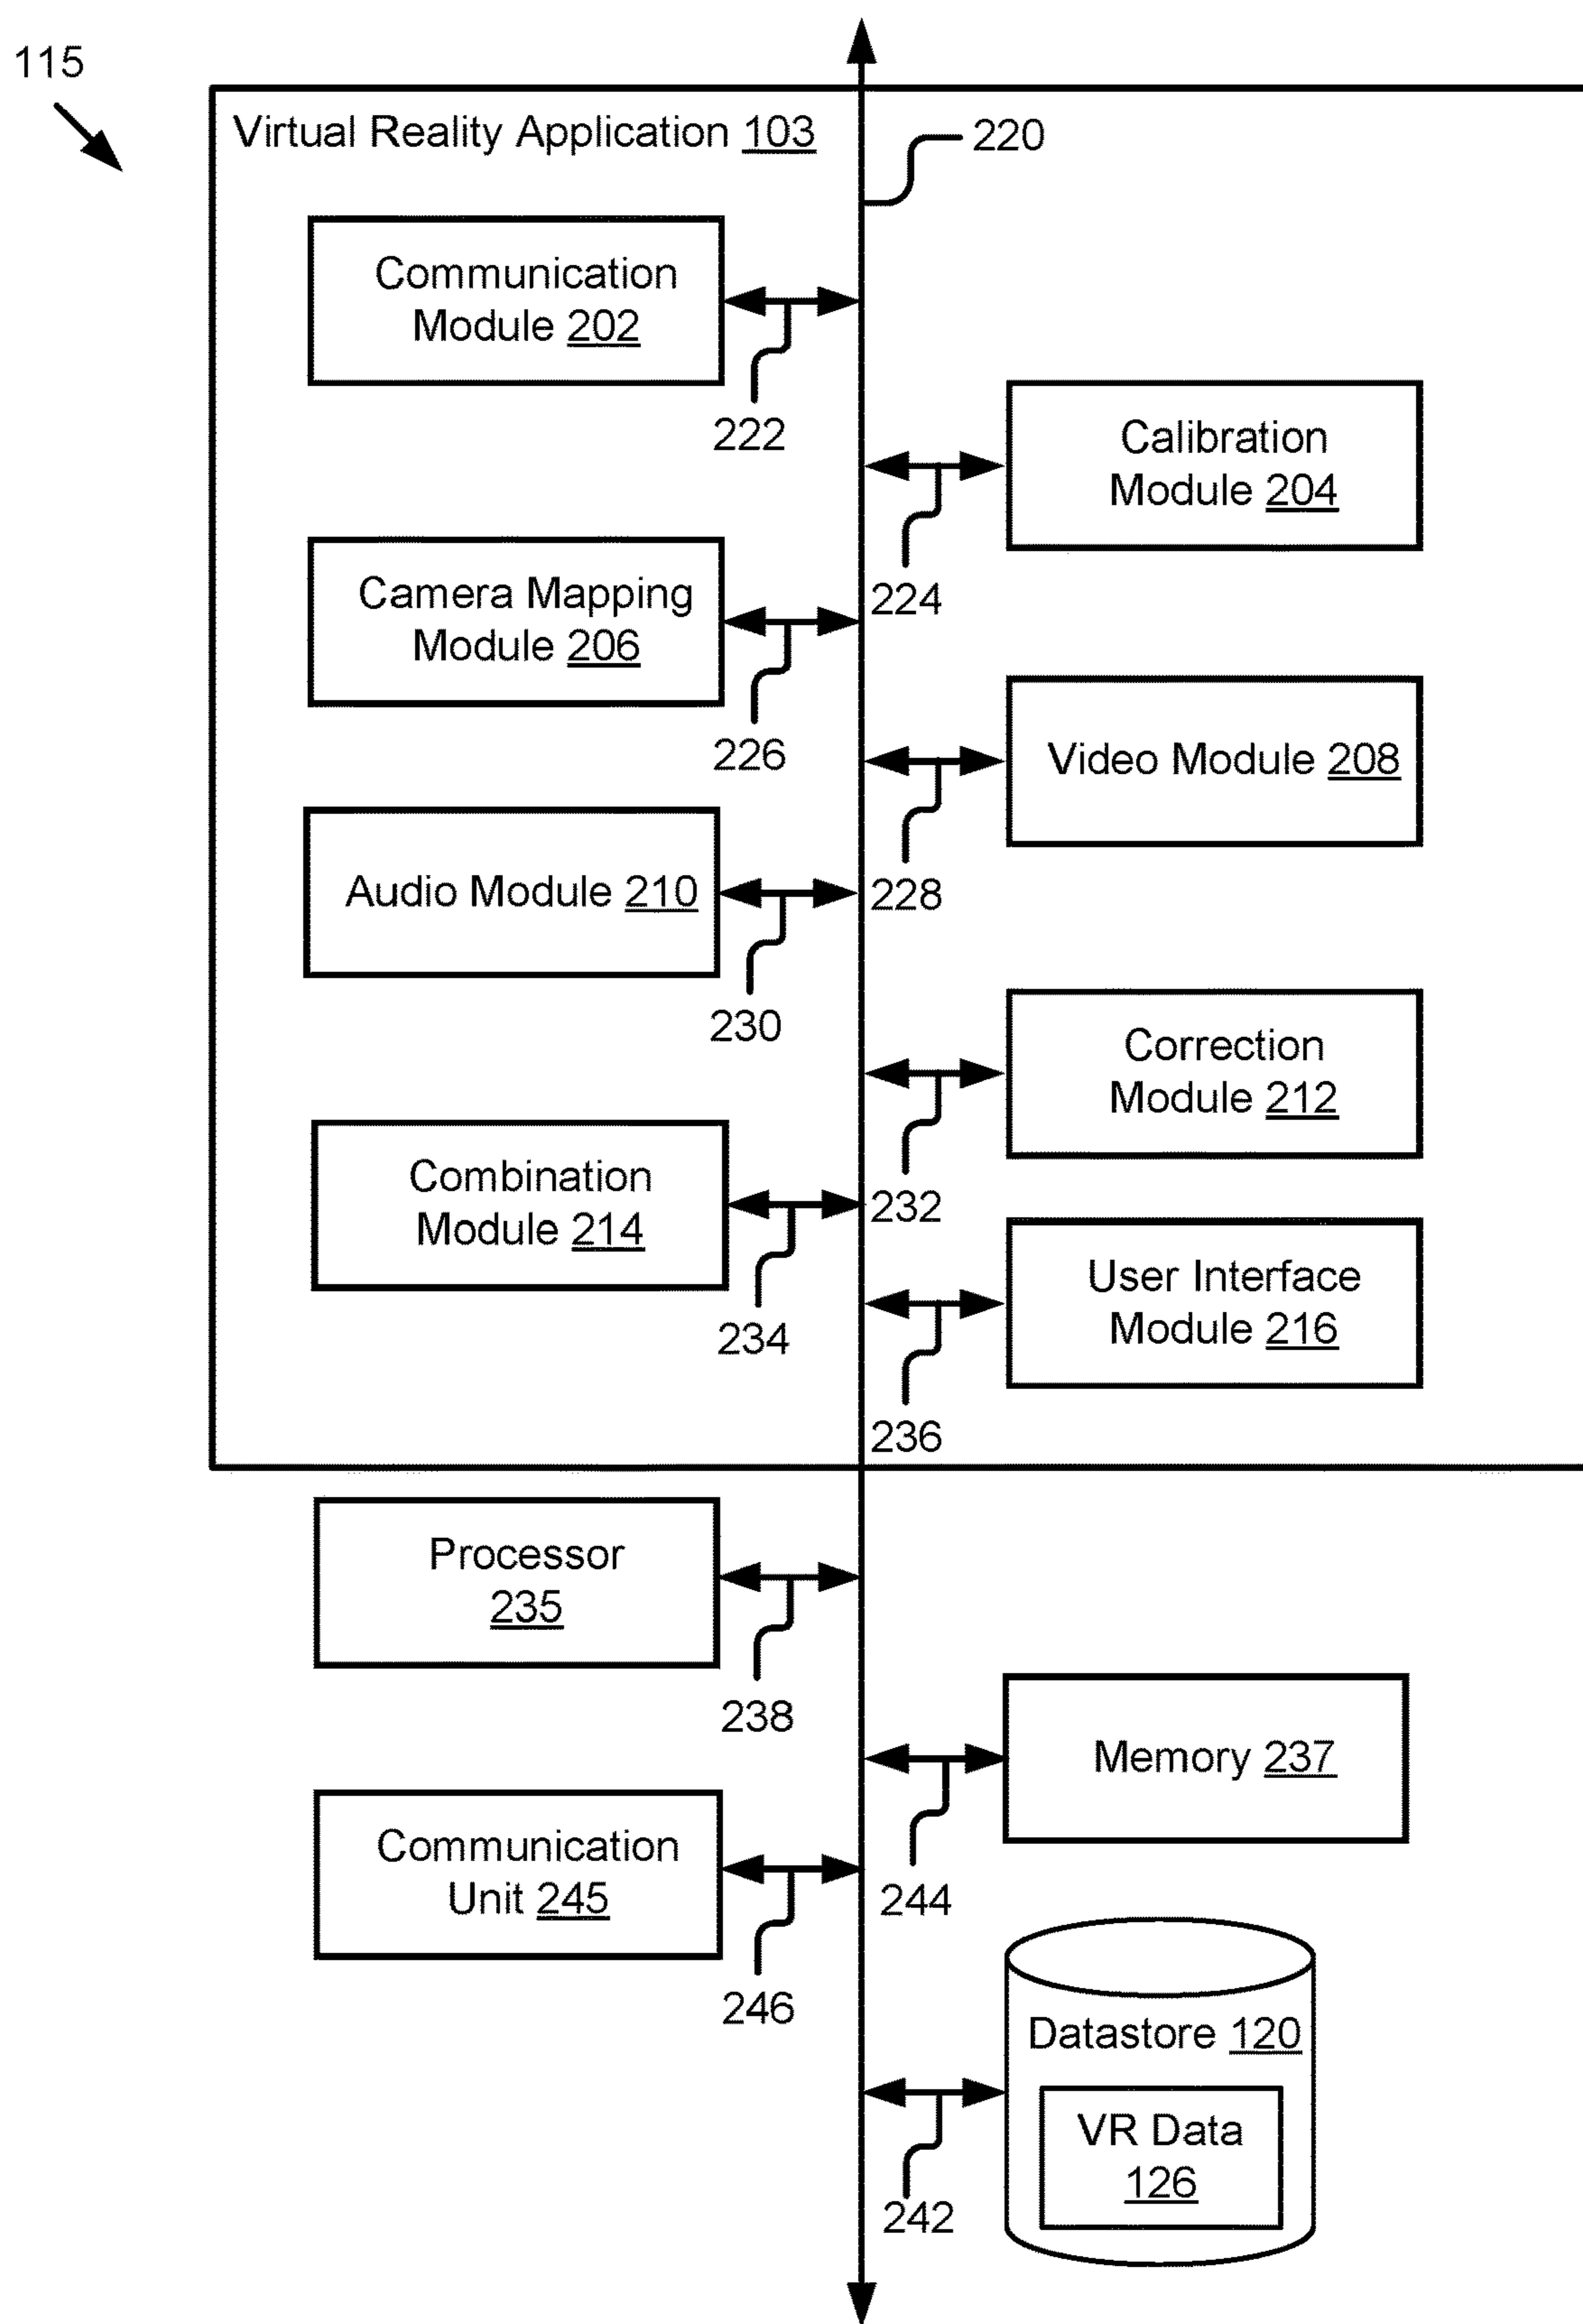 115
Virtual Reality Application 103
220
Communication
Module 202
222
Calibration
Module 204
224
Camera Mapping
Module 206
226
Video Module 208
228
Audio Module 210
230
Correction
Module 212
232
Combination
Module 214
234
User Interface
Module 216
236
Processor
235
238
Memory 237
244
Communication
Unit 245
246
Datastore 120
VR Data
126
242